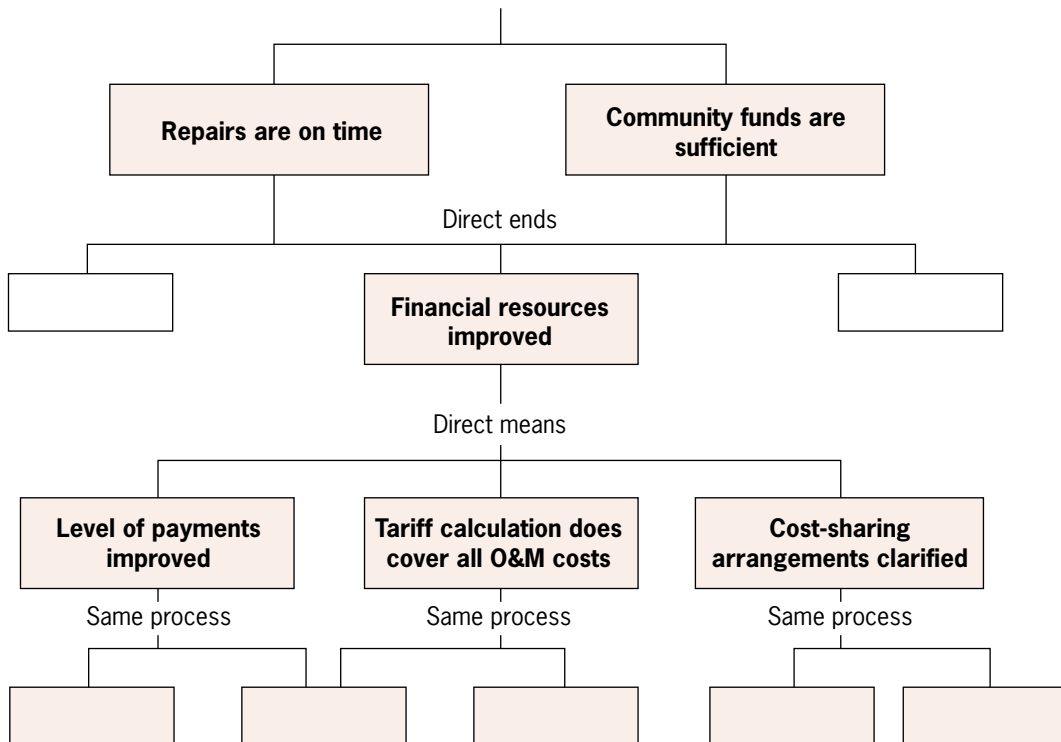 Repairs are on time
Community funds are
sufficient
Direct ends
Financial resources
improved
Direct means
Level of payments
improved
Tariff calculation does
cover all O&M costs
Cost-sharing
arrangements clarified
Same process
Same process
Same process